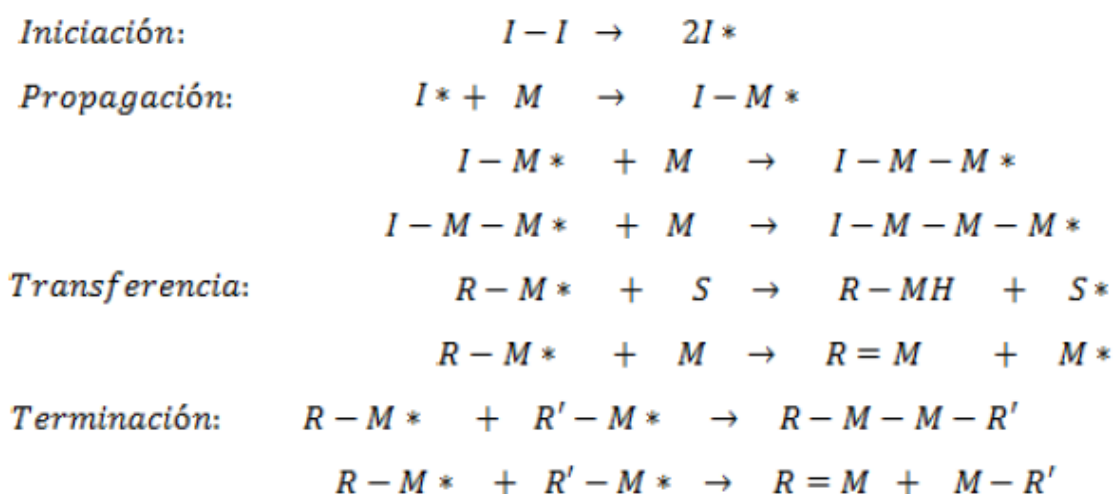 Iniciación: I − I → 2I *
Propagación: I * + M → I − M *
I − M * + M → I − M − M *
I − M − M * + M → I − M − M − M *
Transferencia: R − M * + S → R − MH + S *
R − M * + M → R = M + M *
Terminación: R − M * + R' − M * → R − M − M − R'
R − M * + R' − M * → R = M + M − R'